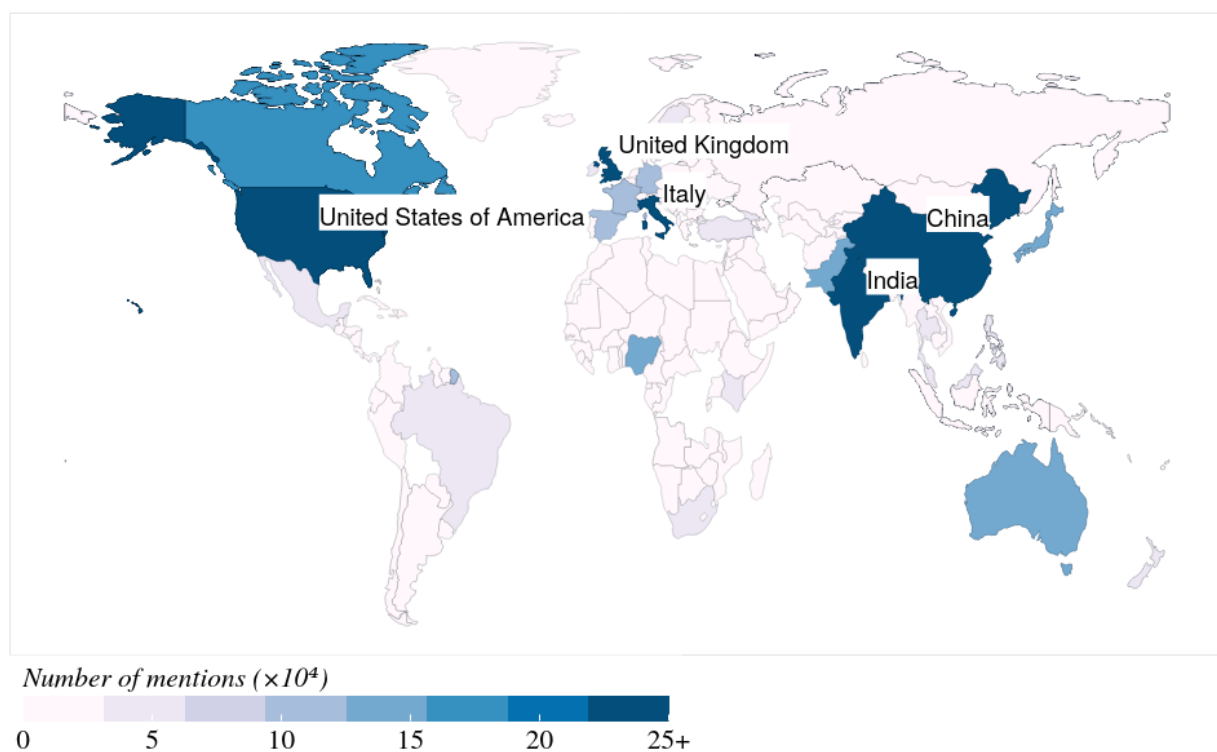 United Kingdom
Italy
United States of America
China
India
Number of mentions (×10⁴)
0 5 10 15 20 25+